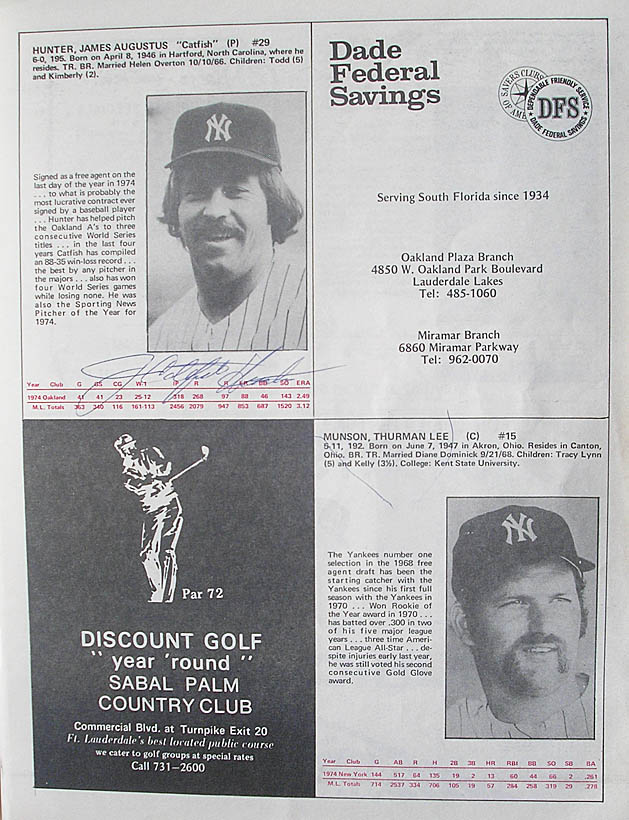 HUNTER, JAMES AUGUSTUS "Catfish" (P) #29
6-0, 195. Born on April 8, 1946 in Hartford, North Carolina, where he
resides. TR. BR. Married Helen Overton 10/10/66. Children: Todd (5)
and Kimberly (2).
Signed as a free agent on the
last day of the year in 1974
. . . to what is probably the
most lucrative contract ever
signed by a baseball player
. . . Hunter has helped pitch
the Oakland A's to three
consecutive World Series
titles . . . in the last four
years Catfish has compiled
an 88-35 win-loss record . . .
the best by any pitcher in
the majors . . . also has won
four World Series games
while losing none. He was
also the Sporting News
Pitcher of the Year for
1974.
NY
Jim "Catfish" Hunter
Year Club G GS CG W-L IP R ER BB SO ERA
1974 Oakland 41 41 23 25-12 318 268 97 88 46 143 2.49
M.L. Totals 363 340 116 161-113 2456 2079 947 853 687 1520 3.12
Dade
Federal
Savings
SAVERS CLUBS OF AMERICA
DEPENDABLE FRIENDLY SERVICE
DFS
DADE FEDERAL SAVINGS
Serving South Florida since 1934
Oakland Plaza Branch
4850 W. Oakland Park Boulevard
Lauderdale Lakes
Tel: 485-1060
Miramar Branch
6860 Miramar Parkway
Tel: 962-0070
Par 72
DISCOUNT GOLF
"year 'round"
SABAL PALM
COUNTRY CLUB
Commercial Blvd. at Turnpike Exit 20
Ft. Lauderdale's best located public course
we cater to golf groups at special rates
Call 731-2600
MUNSON, THURMAN LEE (C) #15
5-11, 192. Born on June 7, 1947 in Akron, Ohio. Resides in Canton,
Ohio. BR. TR. Married Diane Dominick 9/21/68. Children: Tracy Lynn
(5) and Kelly (3½). College: Kent State University.
The Yankees number one
selection in the 1968 free
agent draft has been the
starting catcher with the
Yankees since his first full
season with the Yankees in
1970 . . . Won Rookie of
the Year award in 1970 . . .
has batted over .300 in two
of his five major league
years . . . three time Ameri-
can League All-Star . . . de-
spite injuries early last year,
he was still voted his second
consecutive Gold Glove
award.
NY
Year Club G AB R H 2B 3B HR RBI BB SO SB BA
1974 New York 144 517 64 135 19 2 13 60 44 66 2 .261
M.L. Totals 714 2537 334 706 105 19 57 284 258 319 29 .278